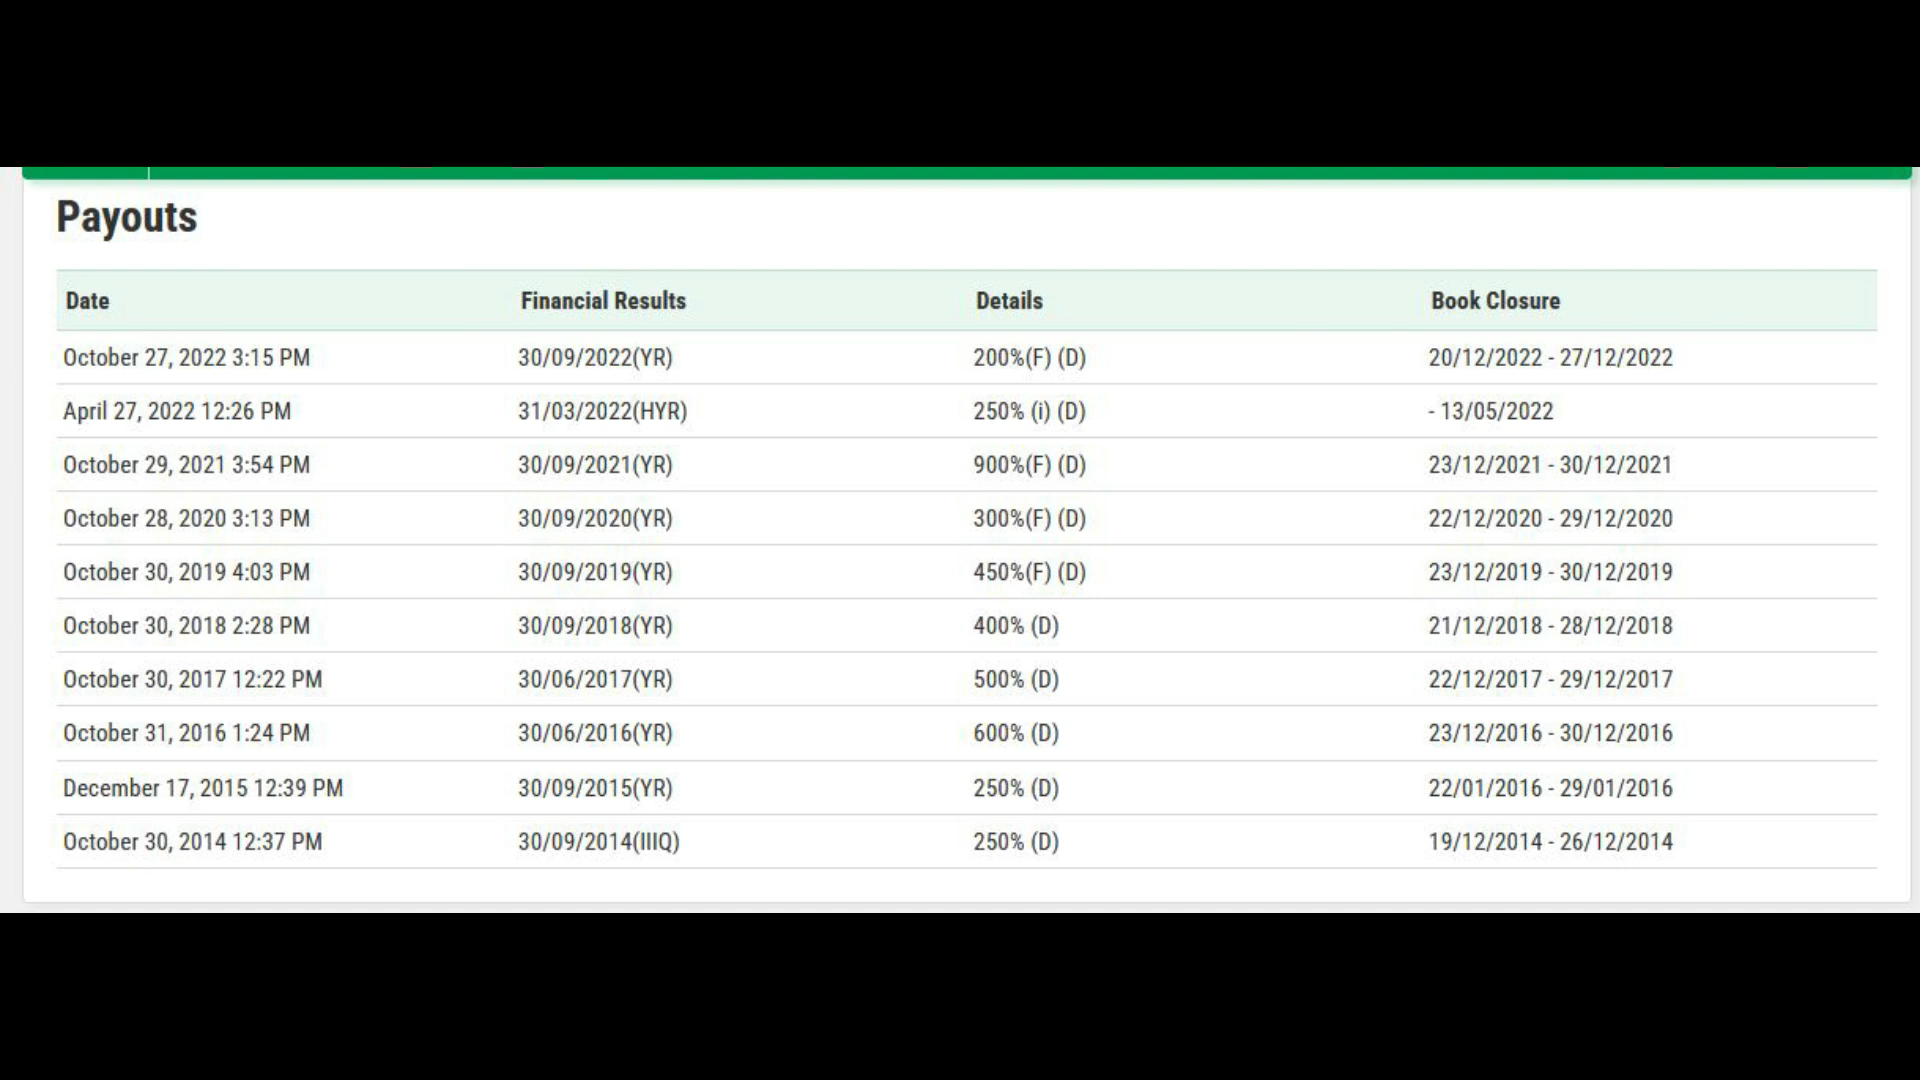 Payouts
Date Financial Results Details Book Closure
October 27, 2022 3:15 PM 30/09/2022(YR) 200%(F) (D) 20/12/2022 - 27/12/2022
April 27, 2022 12:26 PM 31/03/2022(HYR) 250% (i) (D) - 13/05/2022
October 29, 2021 3:54 PM 30/09/2021(YR) 900%(F) (D) 23/12/2021 - 30/12/2021
October 28, 2020 3:13 PM 30/09/2020(YR) 300%(F) (D) 22/12/2020 - 29/12/2020
October 30, 2019 4:03 PM 30/09/2019(YR) 450%(F) (D) 23/12/2019 - 30/12/2019
October 30, 2018 2:28 PM 30/09/2018(YR) 400% (D) 21/12/2018 - 28/12/2018
October 30, 2017 12:22 PM 30/06/2017(YR) 500% (D) 22/12/2017 - 29/12/2017
October 31, 2016 1:24 PM 30/06/2016(YR) 600% (D) 23/12/2016 - 30/12/2016
December 17, 2015 12:39 PM 30/09/2015(YR) 250% (D) 22/01/2016 - 29/01/2016
October 30, 2014 12:37 PM 30/09/2014(IIIQ) 250% (D) 19/12/2014 - 26/12/2014